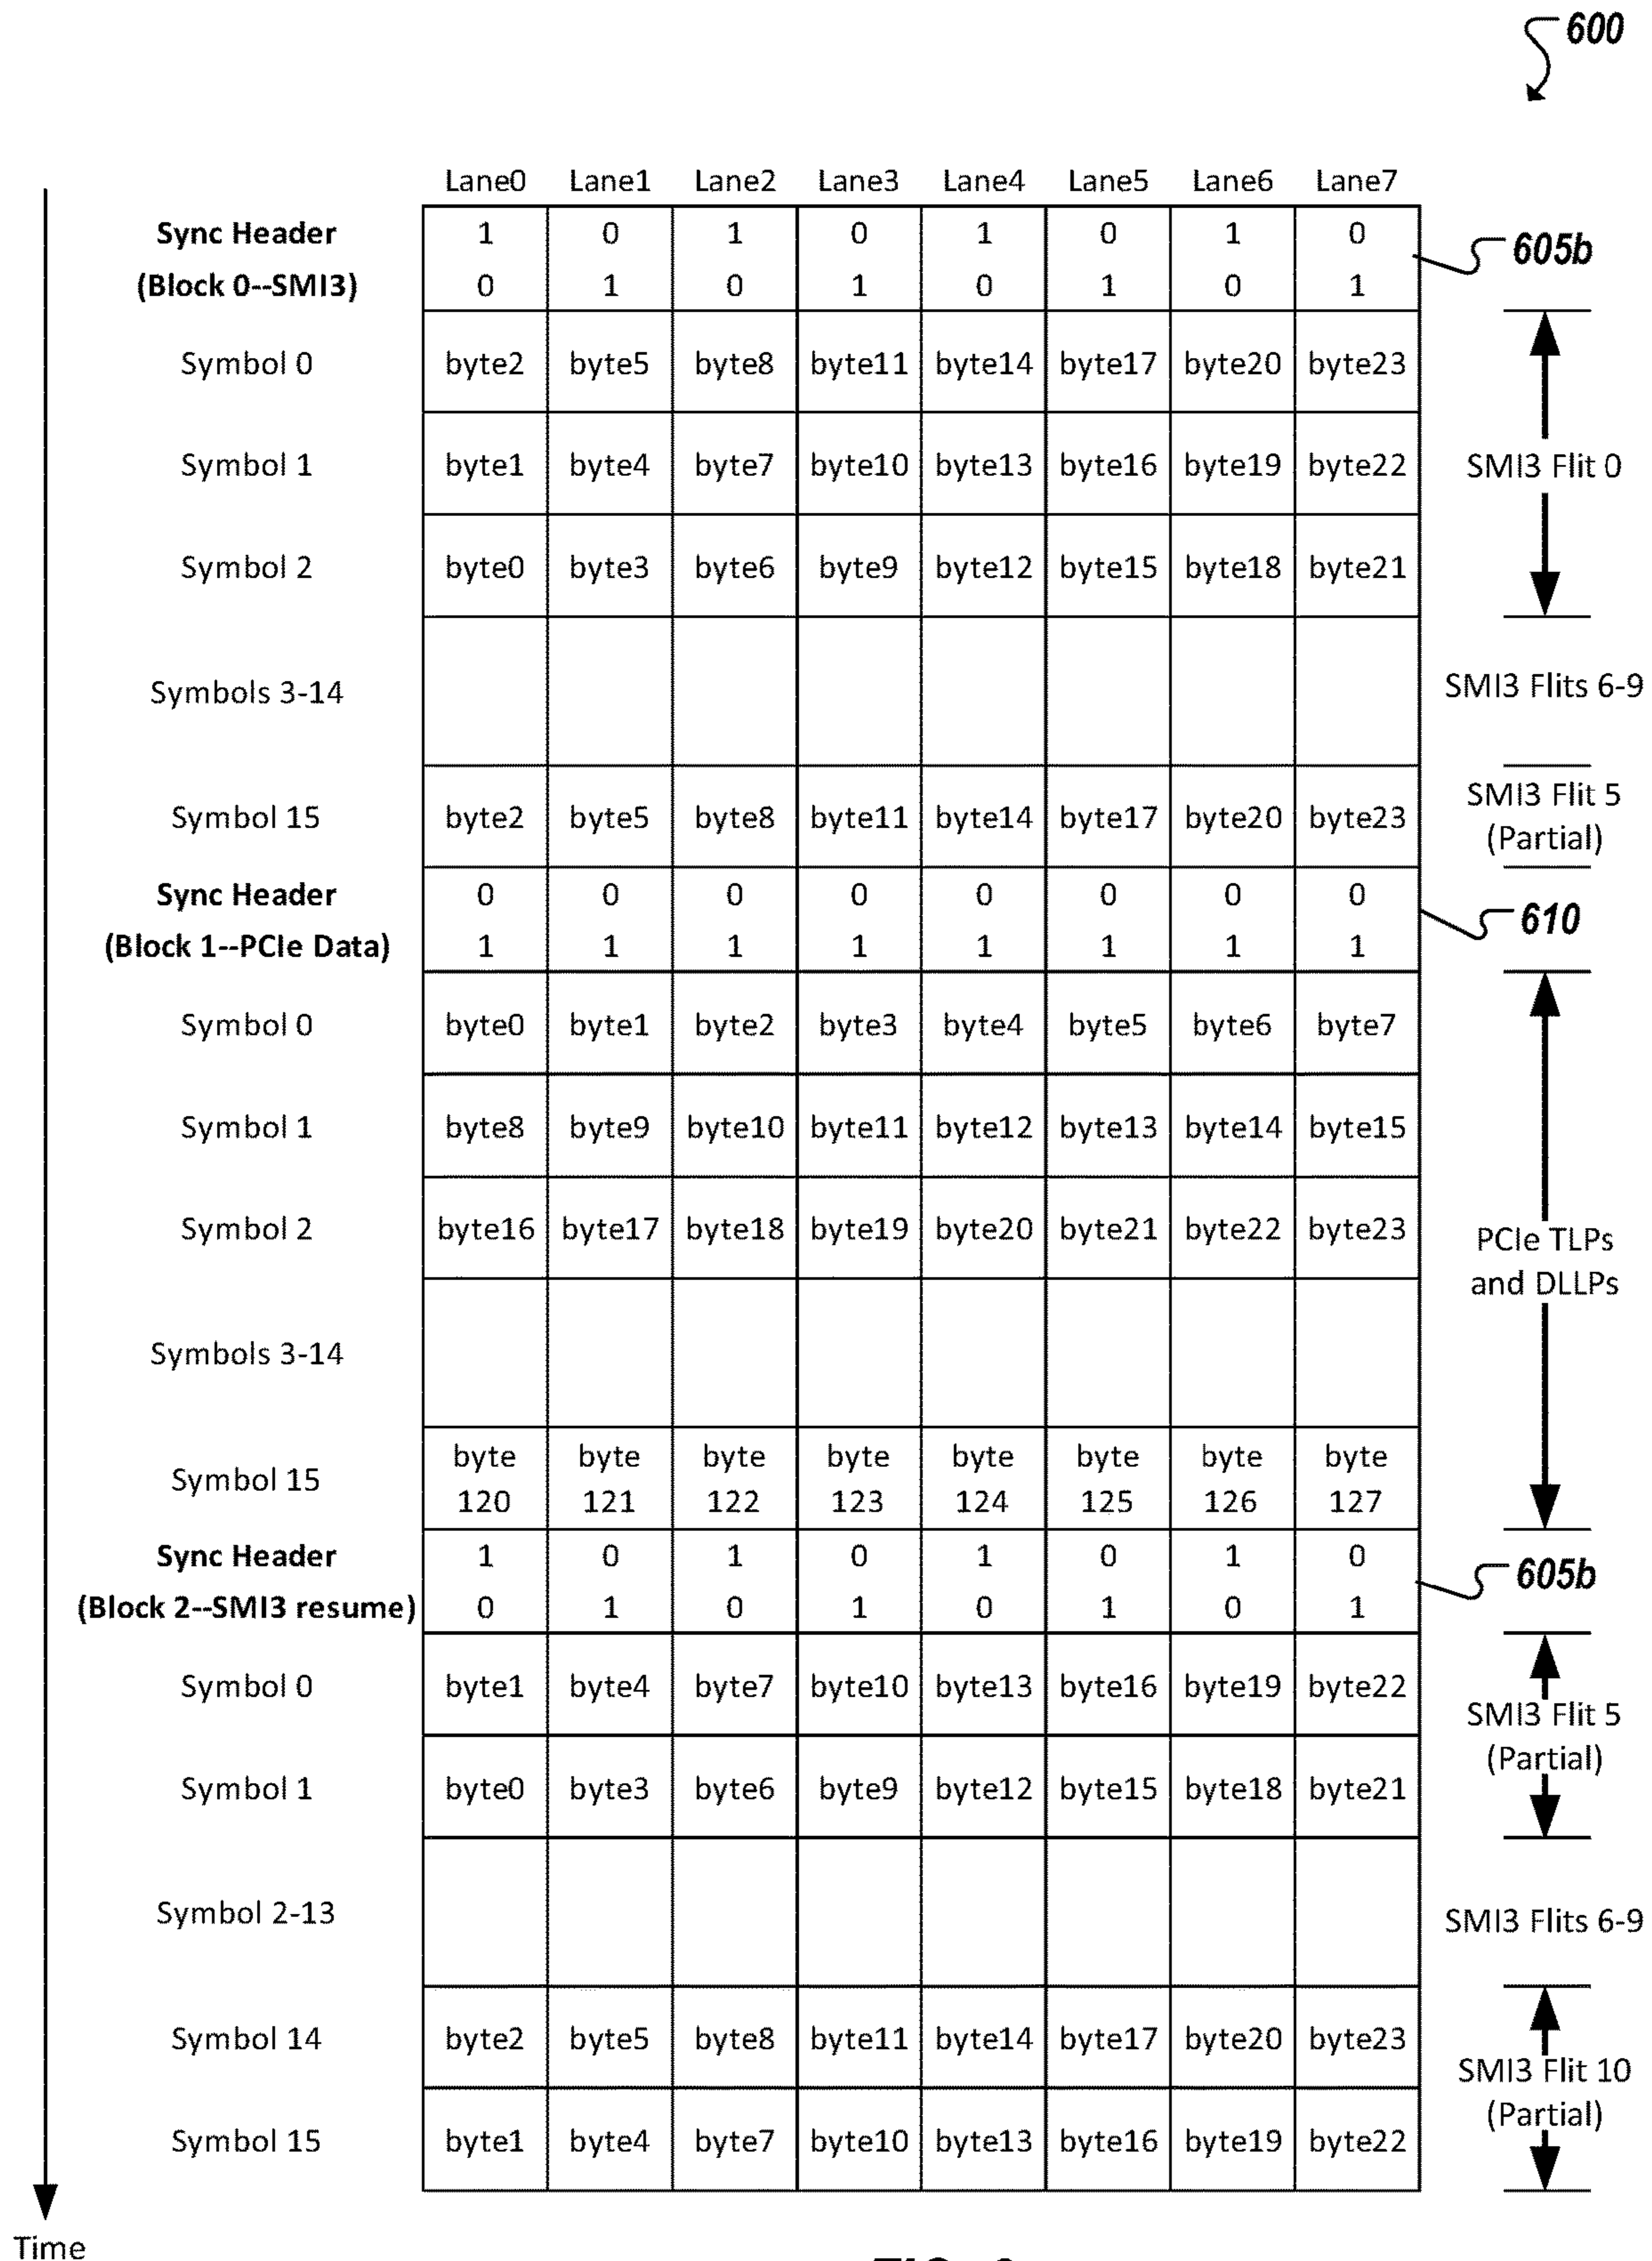 600
Lane0 Lane1 Lane2 Lane3 Lane4 Lane5 Lane6 Lane7
Sync Header 1 0 1 0 1 0 1 0
605b
(Block 0--SMI3) 0 1 0 1 0 1 0 1
Symbol 0 byte2 byte5 byte8 byte11 byte14 byte17 byte20 byte23
Symbol 1 byte1 byte4 byte7 byte10 byte13 byte16 byte19 byte22 SMI3 Flit 0
Symbol 2 byte0 byte3 byte6 byte9 byte12 byte15 byte18 byte21
Symbols 3-14 SMI3 Flits 6-9
SMI3 Flit 5
Symbol 15 byte2 byte5 byte8 byte11 byte14 byte17 byte20 byte23
(Partial)
Sync Header 0 0 0 0 0 0 0 0
610
(Block 1--PCIe Data) 1 1 1 1 1 1 1 1
Symbol 0 byte0 byte1 byte2 byte3 byte4 byte5 byte6 byte7
Symbol 1 byte8 byte9 byte10 byte11 byte12 byte13 byte14 byte15
Symbol 2 byte16 byte17 byte18 byte19 byte20 byte21 byte22 byte23
PCIe TLPs
and DLLPs
Symbols 3-14
byte byte byte byte byte byte byte byte
Symbol 15
120 121 122 123 124 125 126 127
Sync Header 1 0 1 0 1 0 1 0
605b
(Block 2--SMI3 resume) 0 1 0 1 0 1 0 1
Symbol 0 byte1 byte4 byte7 byte10 byte13 byte16 byte19 byte22
SMI3 Flit 5
(Partial)
Symbol 1 byte0 byte3 byte6 byte9 byte12 byte15 byte18 byte21
Symbol 2-13 SMI3 Flits 6-9
Symbol 14 byte2 byte5 byte8 byte11 byte14 byte17 byte20 byte23
SMI3 Flit 10
(Partial)
Symbol 15 byte1 byte4 byte7 byte10 byte13 byte16 byte19 byte22
Time